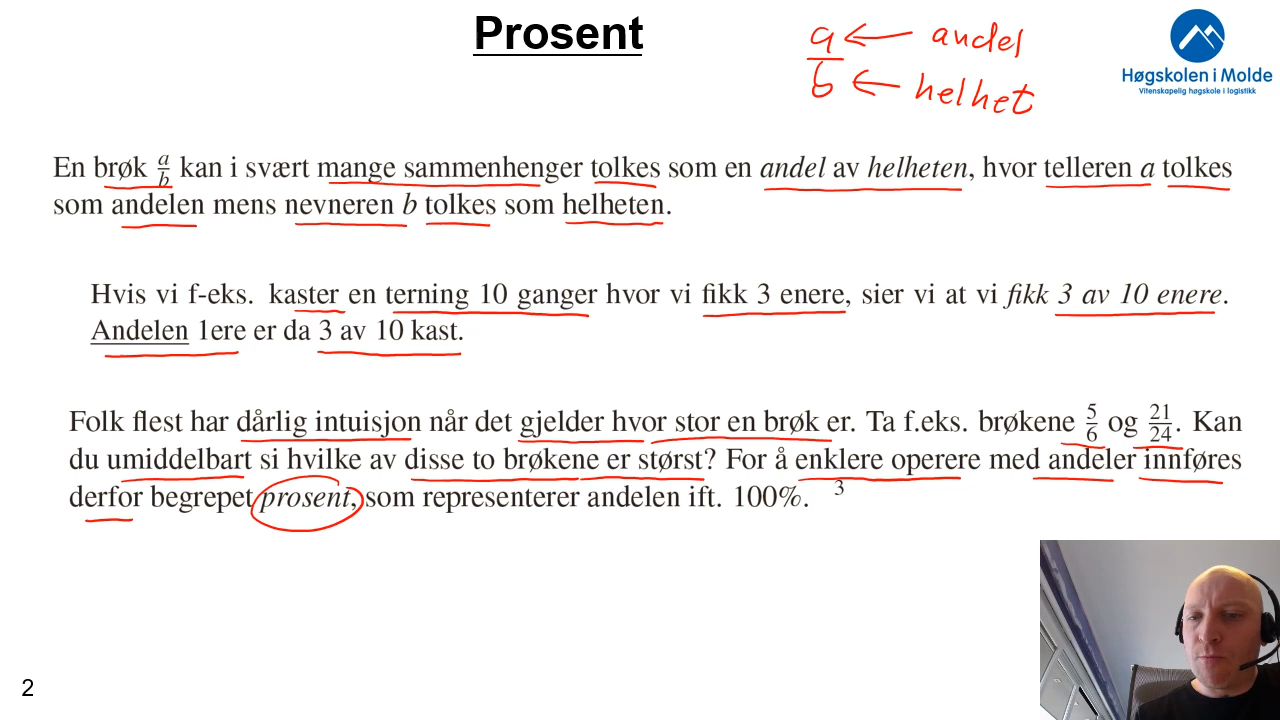 Prosent
a ← andel
b ← helhet
Høgskolen i Molde
Vitenskapelig høgskole i logistikk
En brøk a/b kan i svært mange sammenhenger tolkes som en andel av helheten, hvor telleren a tolkes
som andelen mens nevneren b tolkes som helheten.
Hvis vi f-eks. kaster en terning 10 ganger hvor vi fikk 3 enere, sier vi at vi fikk 3 av 10 enere.
Andelen 1ere er da 3 av 10 kast.
Folk flest har dårlig intuisjon når det gjelder hvor stor en brøk er. Ta f.eks. brøkene 5/6 og 21/24. Kan
du umiddelbart si hvilke av disse to brøkene er størst? For å enklere operere med andeler innføres
derfor begrepet prosent, som representerer andelen ift. 100%. 3
2